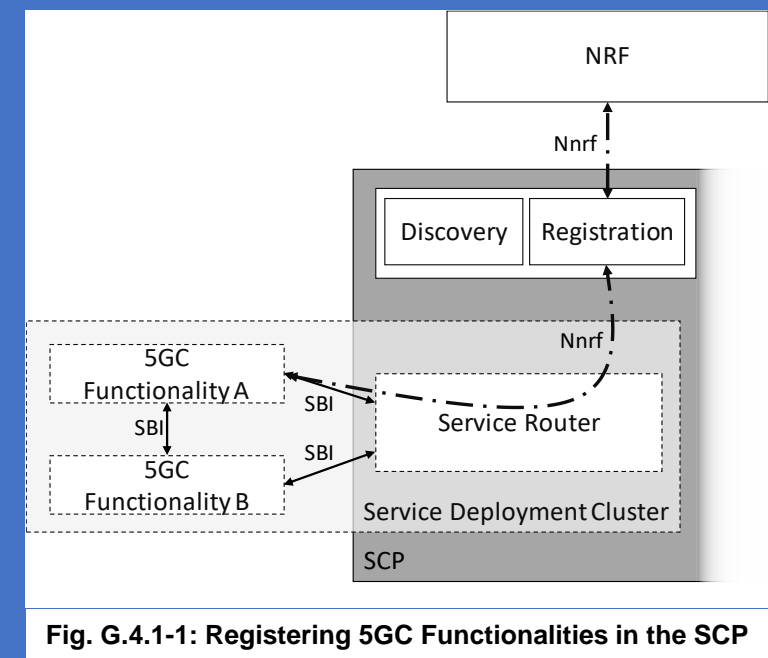 NRF
Nnrf
Discovery
Registration
Nnrf
5GC
Functionality A
SBI
SBI
Service Router
SBI
5GC
Functionality B
Service Deployment Cluster
SCP
Fig. G.4.1-1: Registering 5GC Functionalities in the SCP